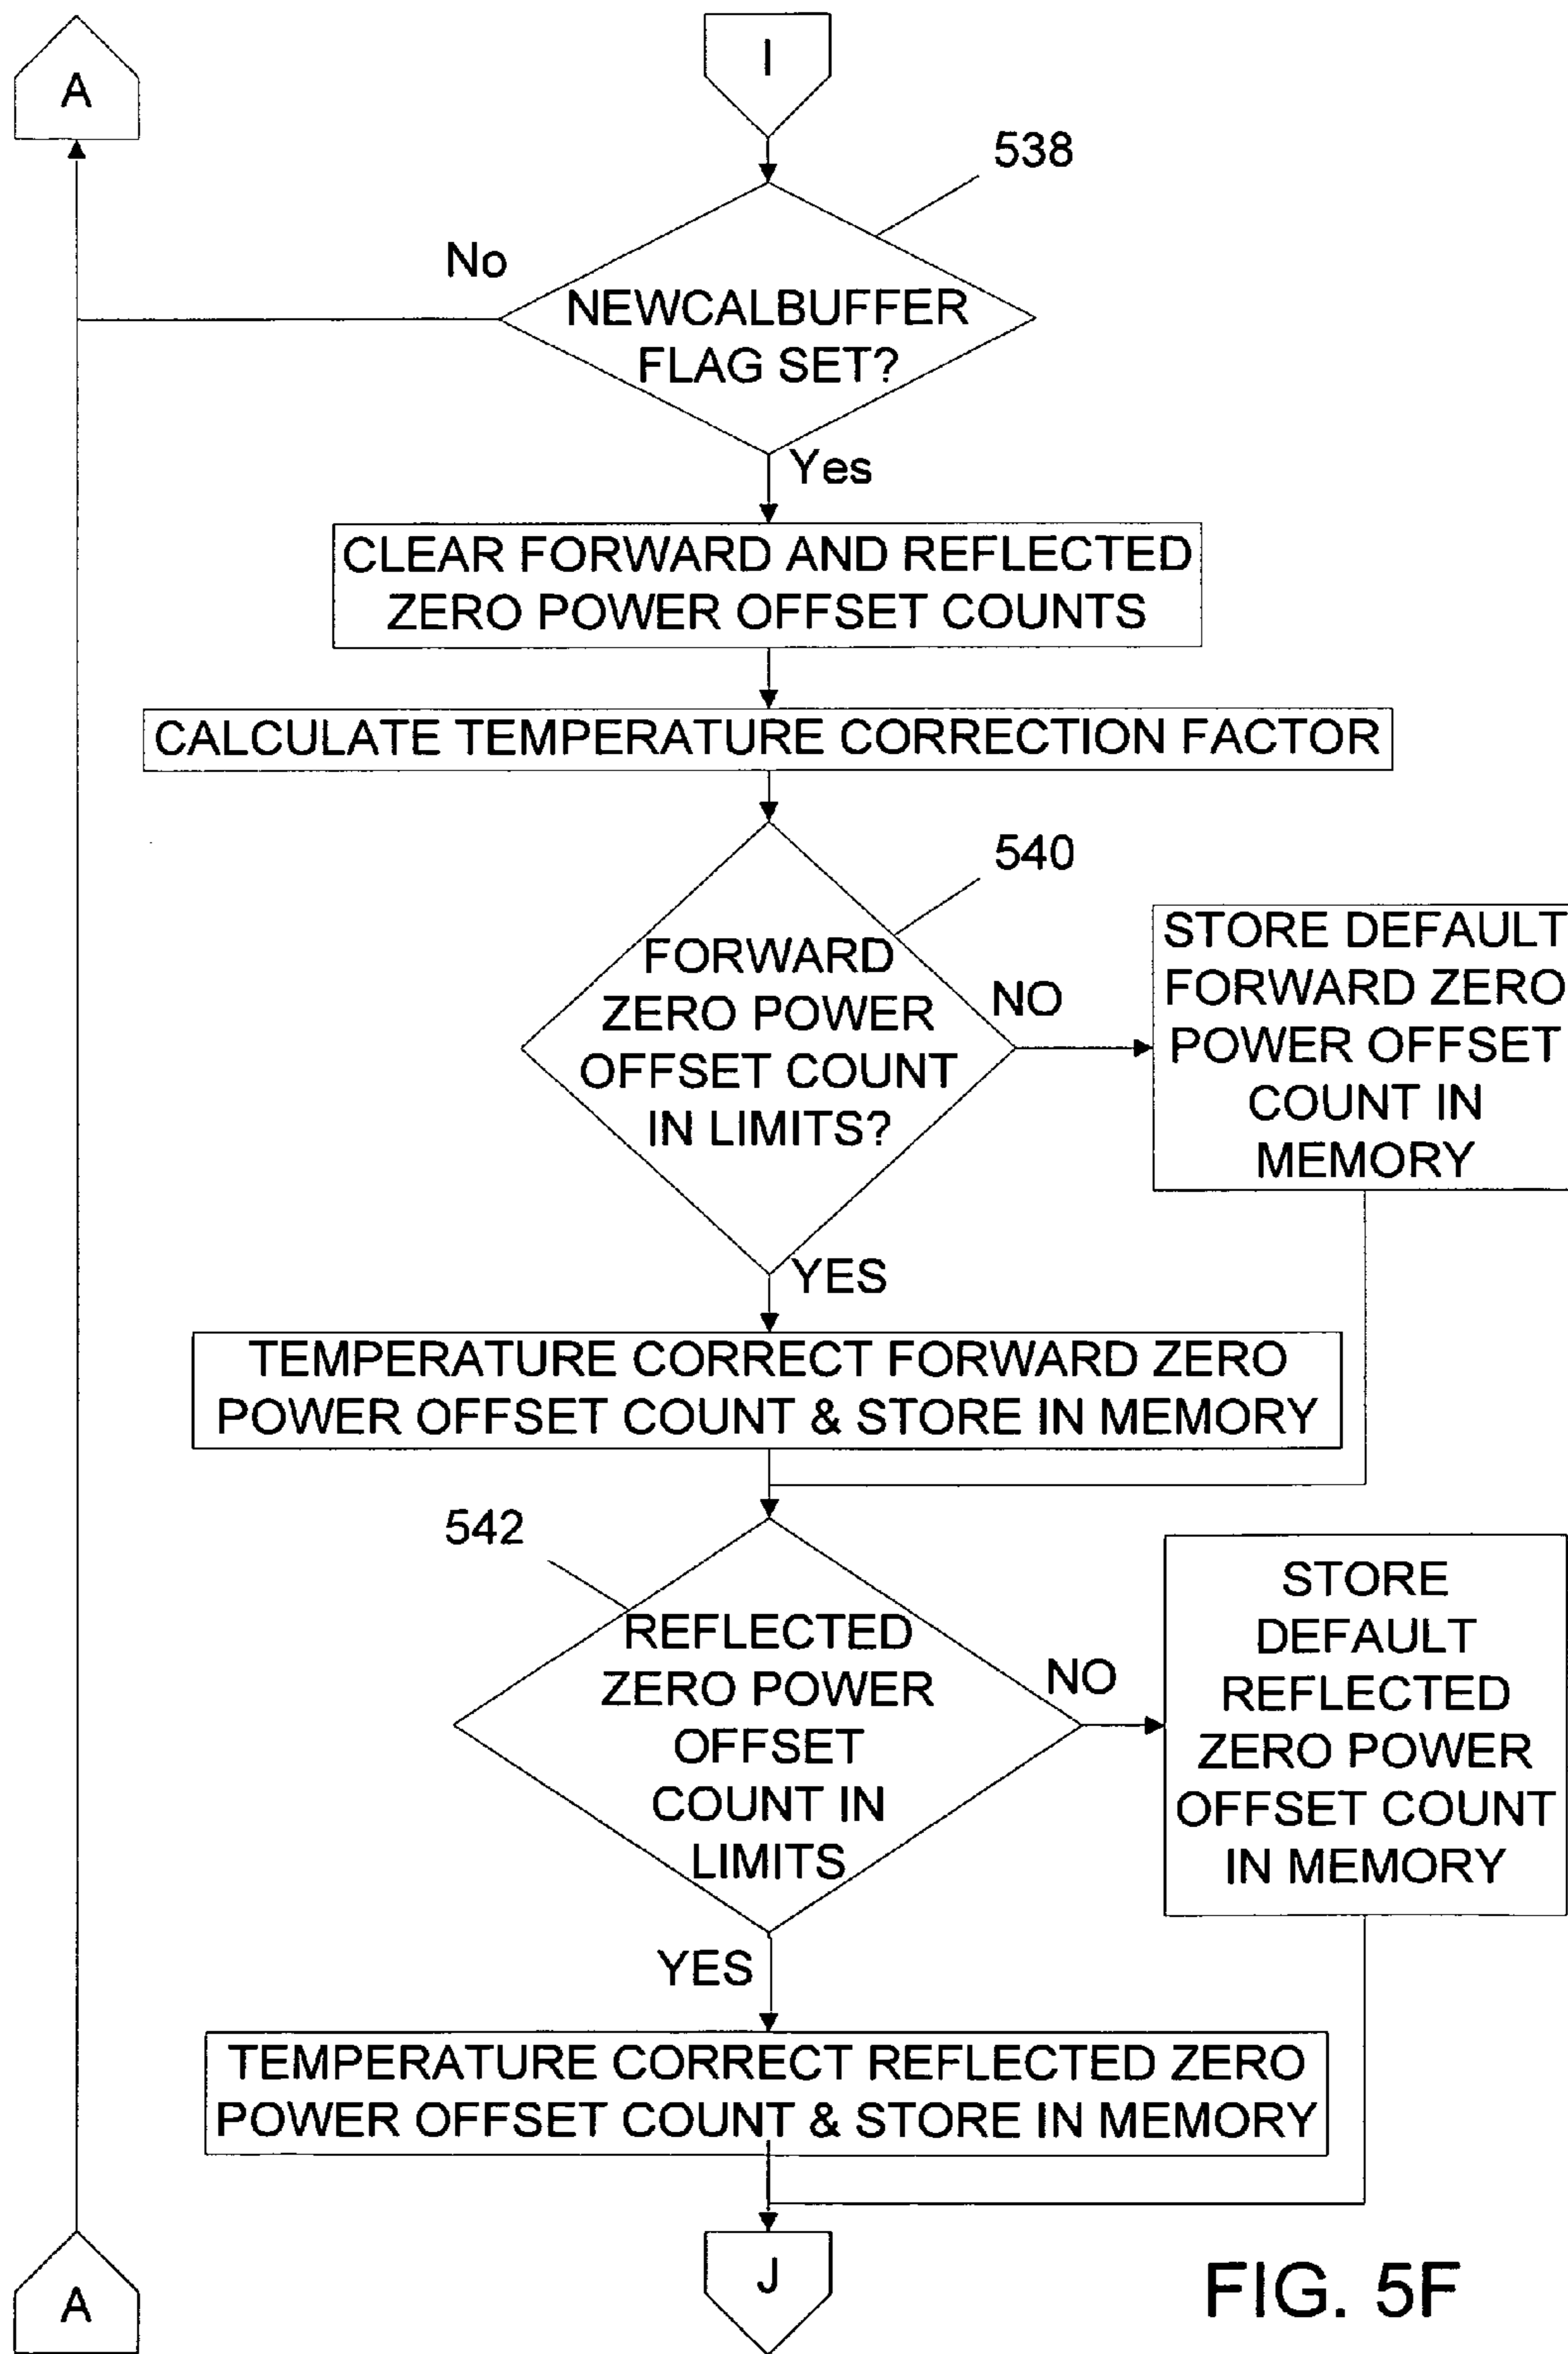 A
I
538
No
NEWCALBUFFER
FLAG SET?
Yes
CLEAR FORWARD AND REFLECTED
ZERO POWER OFFSET COUNTS
CALCULATE TEMPERATURE CORRECTION FACTOR
540
FORWARD
ZERO POWER
OFFSET COUNT
IN LIMITS?
NO
STORE DEFAULT
FORWARD ZERO
POWER OFFSET
COUNT IN
MEMORY
YES
TEMPERATURE CORRECT FORWARD ZERO
POWER OFFSET COUNT & STORE IN MEMORY
542
REFLECTED
ZERO POWER
OFFSET
COUNT IN
LIMITS
NO
STORE
DEFAULT
REFLECTED
ZERO POWER
OFFSET COUNT
IN MEMORY
YES
TEMPERATURE CORRECT REFLECTED ZERO
POWER OFFSET COUNT & STORE IN MEMORY
A
J
FIG. 5F